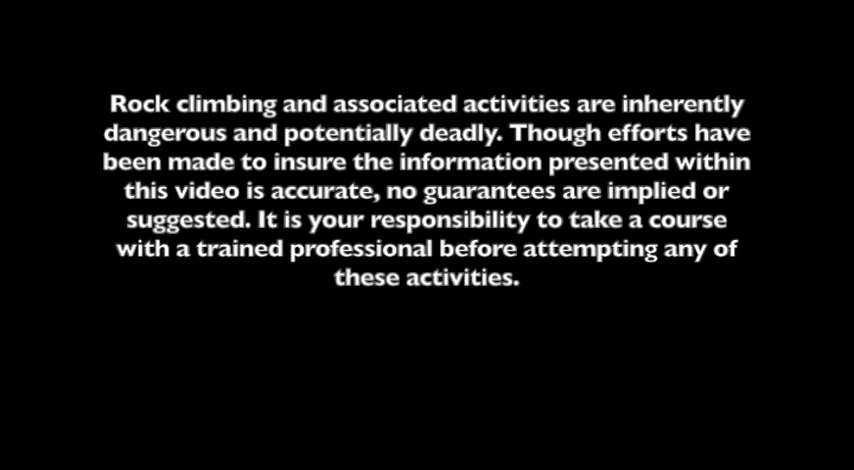 Rock climbing and associated activities are inherently
dangerous and potentially deadly. Though efforts have
been made to insure the information presented within
this video is accurate, no guarantees are implied or
suggested. It is your responsibility to take a course
with a trained professional before attempting any of
these activities.